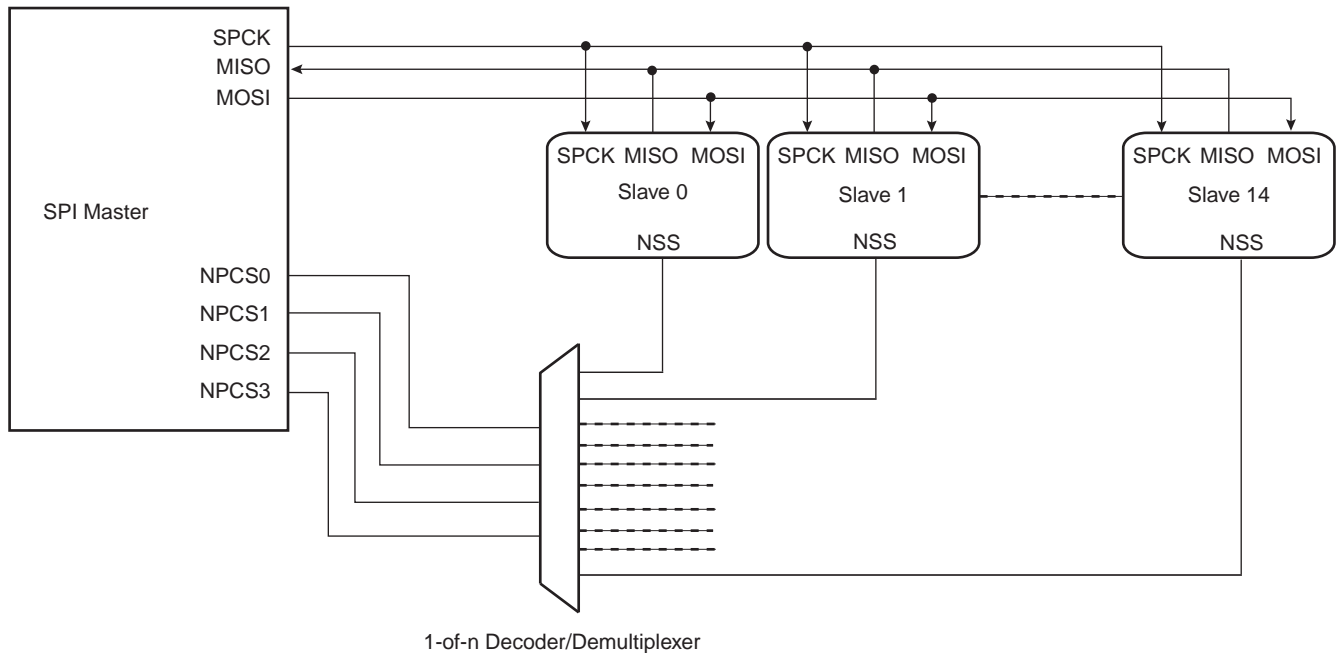 SPCK
MISO
MOSI
SPI Master
NPCS0
NPCS1
NPCS2
NPCS3
SPCK MISO MOSI
Slave 0
NSS
SPCK MISO MOSI
Slave 1
NSS
SPCK MISO MOSI
Slave 14
NSS
1-of-n Decoder/Demultiplexer